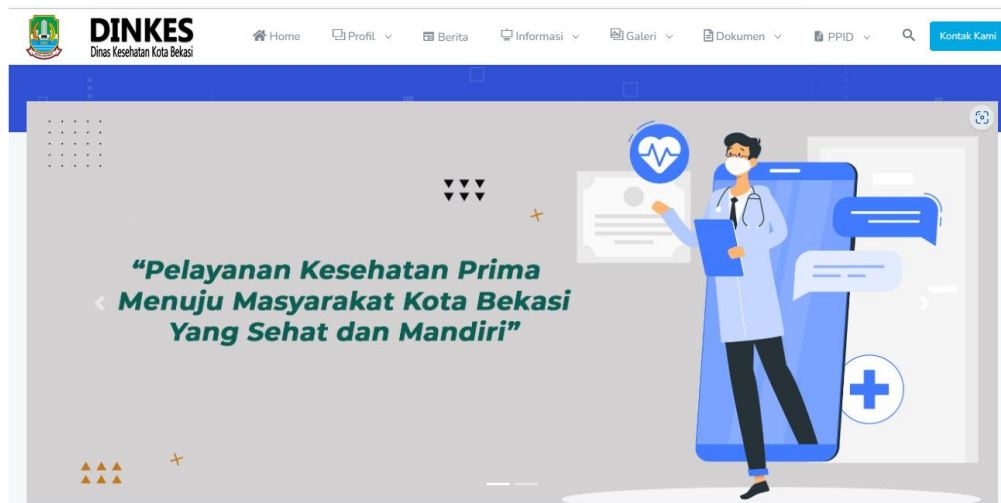 DINKES
Dinas Kesehatan Kota Bekasi
Home Profil Berita Informasi Galeri Dokumen PPID Kontak Kami
“Pelayanan Kesehatan Prima
Menuju Masyarakat Kota Bekasi
Yang Sehat dan Mandiri”